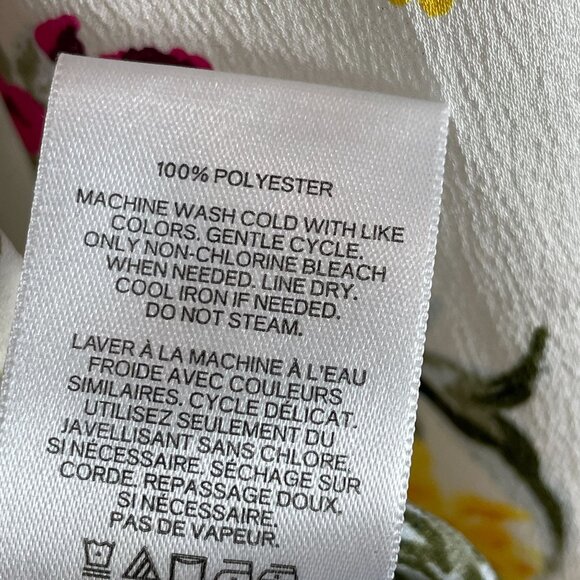 100% POLYESTER
MACHINE WASH COLD WITH LIKE
COLORS. GENTLE CYCLE.
ONLY NON-CHLORINE BLEACH
WHEN NEEDED. LINE DRY.
COOL IRON IF NEEDED.
DO NOT STEAM.
LAVER À LA MACHINE À L'EAU
FROIDE AVEC COULEURS
SIMILAIRES. CYCLE DÉLICAT.
UTILISEZ SEULEMENT DU
JAVELLISANT SANS CHLORE,
SI NÉCESSAIRE. SÉCHAGE SUR
CORDE. REPASSAGE DOUX.
SI NÉCESSAIRE.
PAS DE VAPEUR.